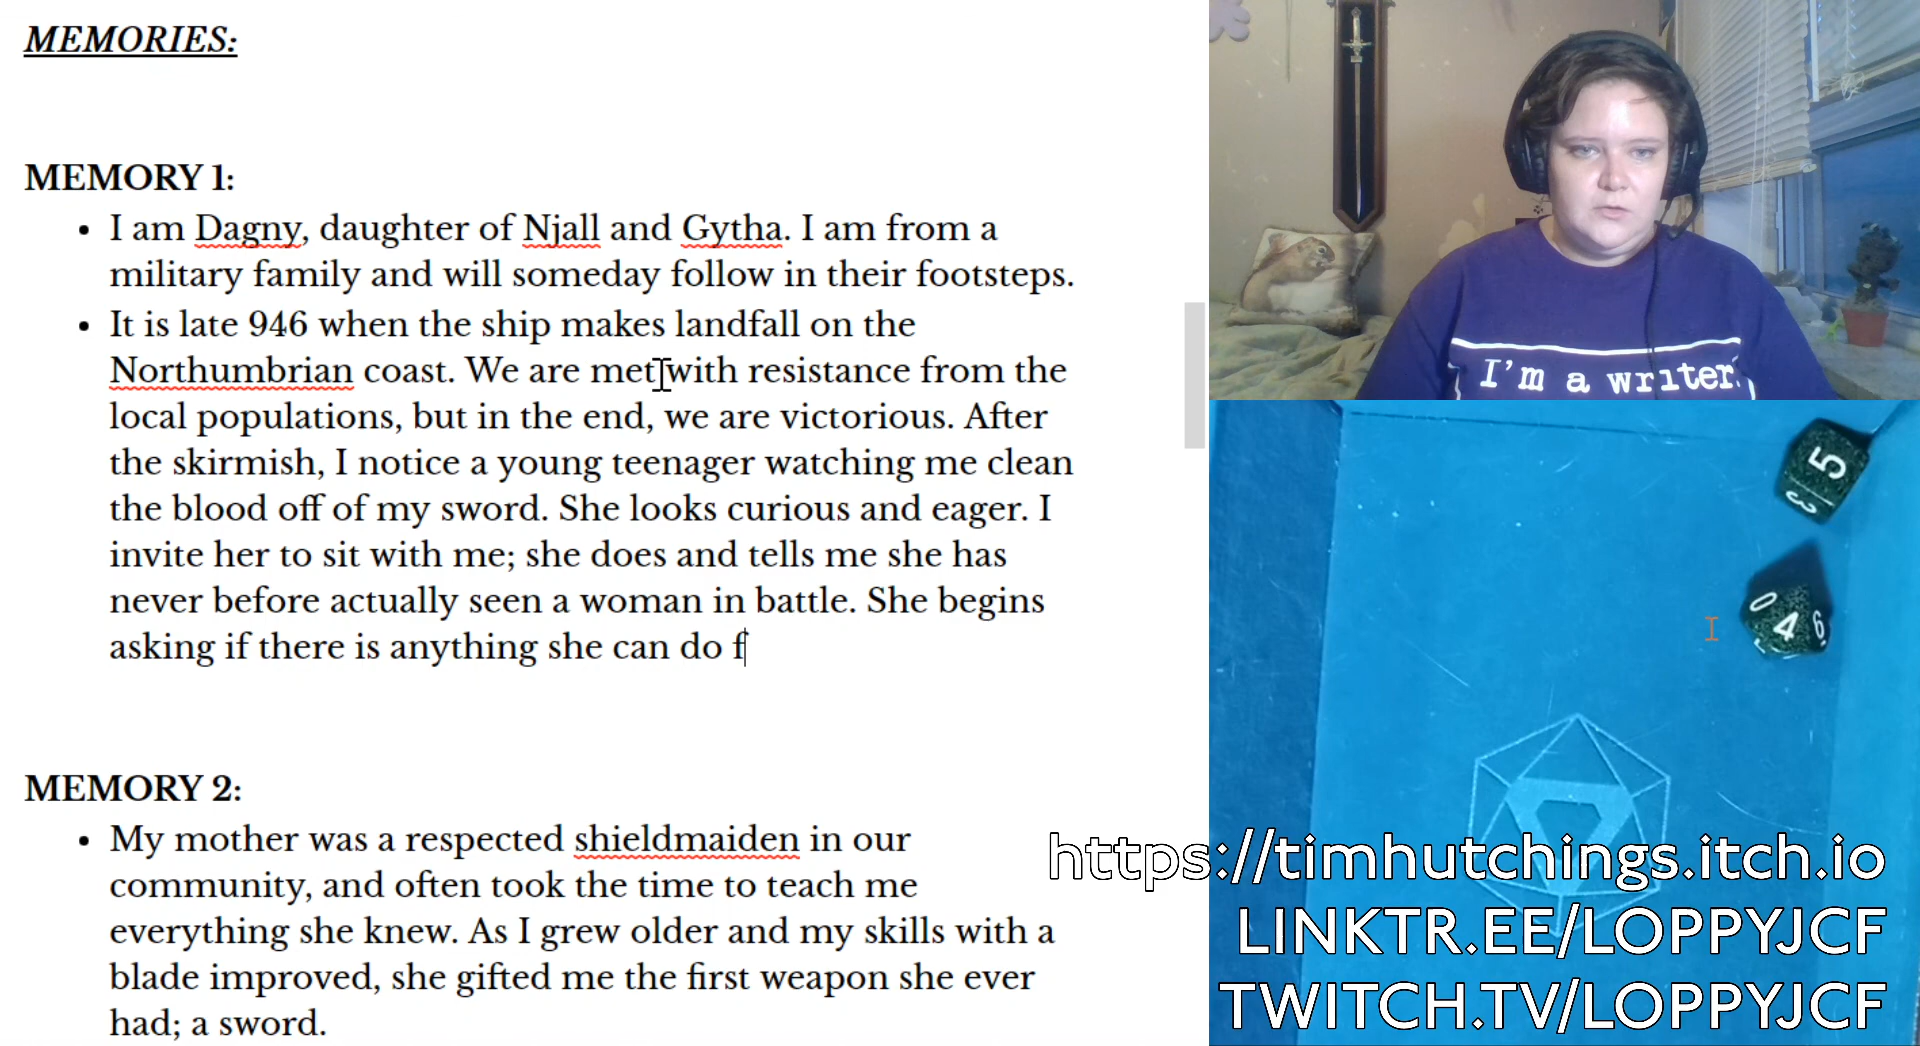 MEMORIES:
MEMORY 1:
• I am Dagny, daughter of Njall and Gytha. I am from a
military family and will someday follow in their footsteps.
• It is late 946 when the ship makes landfall on the
Northumbrian coast. We are met with resistance from the
local populations, but in the end, we are victorious. After
the skirmish, I notice a young teenager watching me clean
the blood off of my sword. She looks curious and eager. I
invite her to sit with me; she does and tells me she has
never before actually seen a woman in battle. She begins
asking if there is anything she can do f
MEMORY 2:
• My mother was a respected shieldmaiden in our
community, and often took the time to teach me
everything she knew. As I grew older and my skills with a
blade improved, she gifted me the first weapon she ever
had; a sword.
I'm a writer.
5
3
0 4 6
https://timhutchings.itch.io
LINKTR.EE/LOPPYJCF
TWITCH.TV/LOPPYJCF